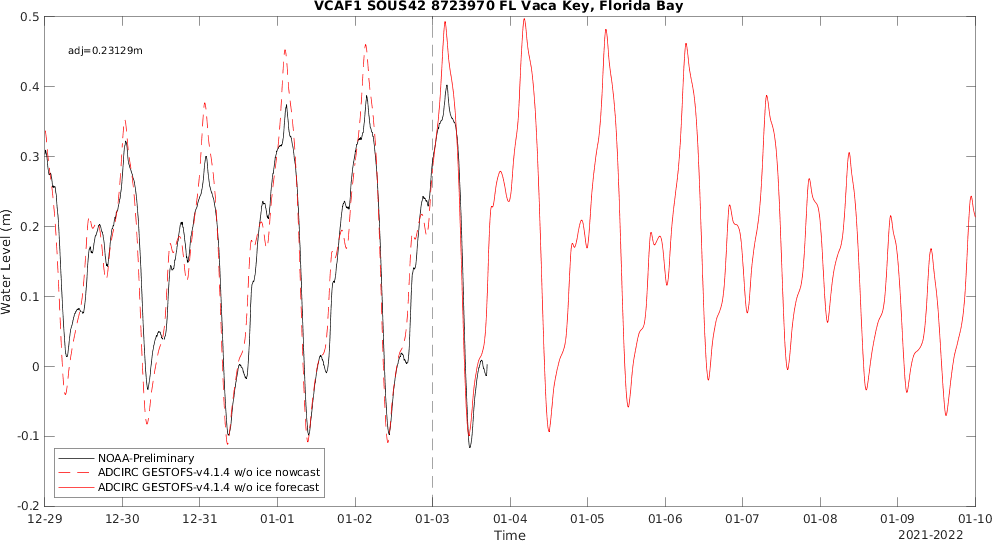 VCAF1 SOUS42 8723970 FL Vaca Key, Florida Bay
adj=0.23129m
Water Level (m)
0.5
0.4
0.3
0.2
0.1
0
-0.1
-0.2
NOAA-Preliminary
ADCIRC GESTOFS-v4.1.4 w/o ice nowcast
ADCIRC GESTOFS-v4.1.4 w/o ice forecast
12-29 12-30 12-31 01-01 01-02 01-03 01-04 01-05 01-06 01-07 01-08 01-09 01-10
Time
2021-2022